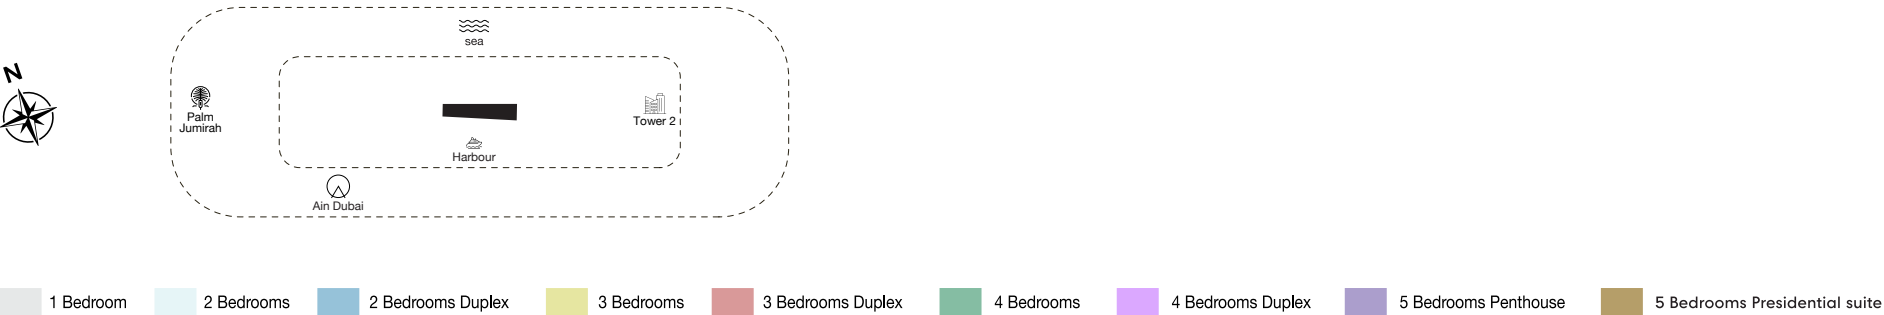 sea
N
Palm
Jumirah
Tower 2
Harbour
Ain Dubai
1 Bedroom
2 Bedrooms
2 Bedrooms Duplex
3 Bedrooms
3 Bedrooms Duplex
4 Bedrooms
4 Bedrooms Duplex
5 Bedrooms Penthouse
5 Bedrooms Presidential suite